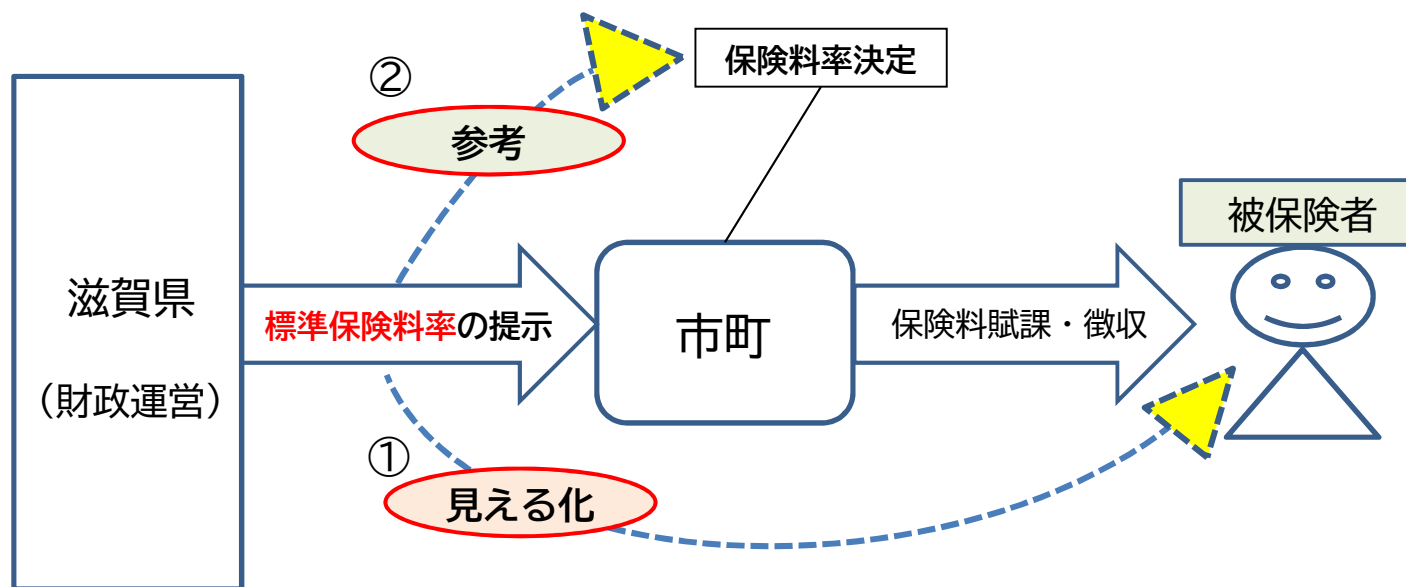 保険料率決定
②
参考
被保険者
滋賀県
(財政運営)
標準保険料率の提示
市町
保険料賦課・徴収
①
見える化